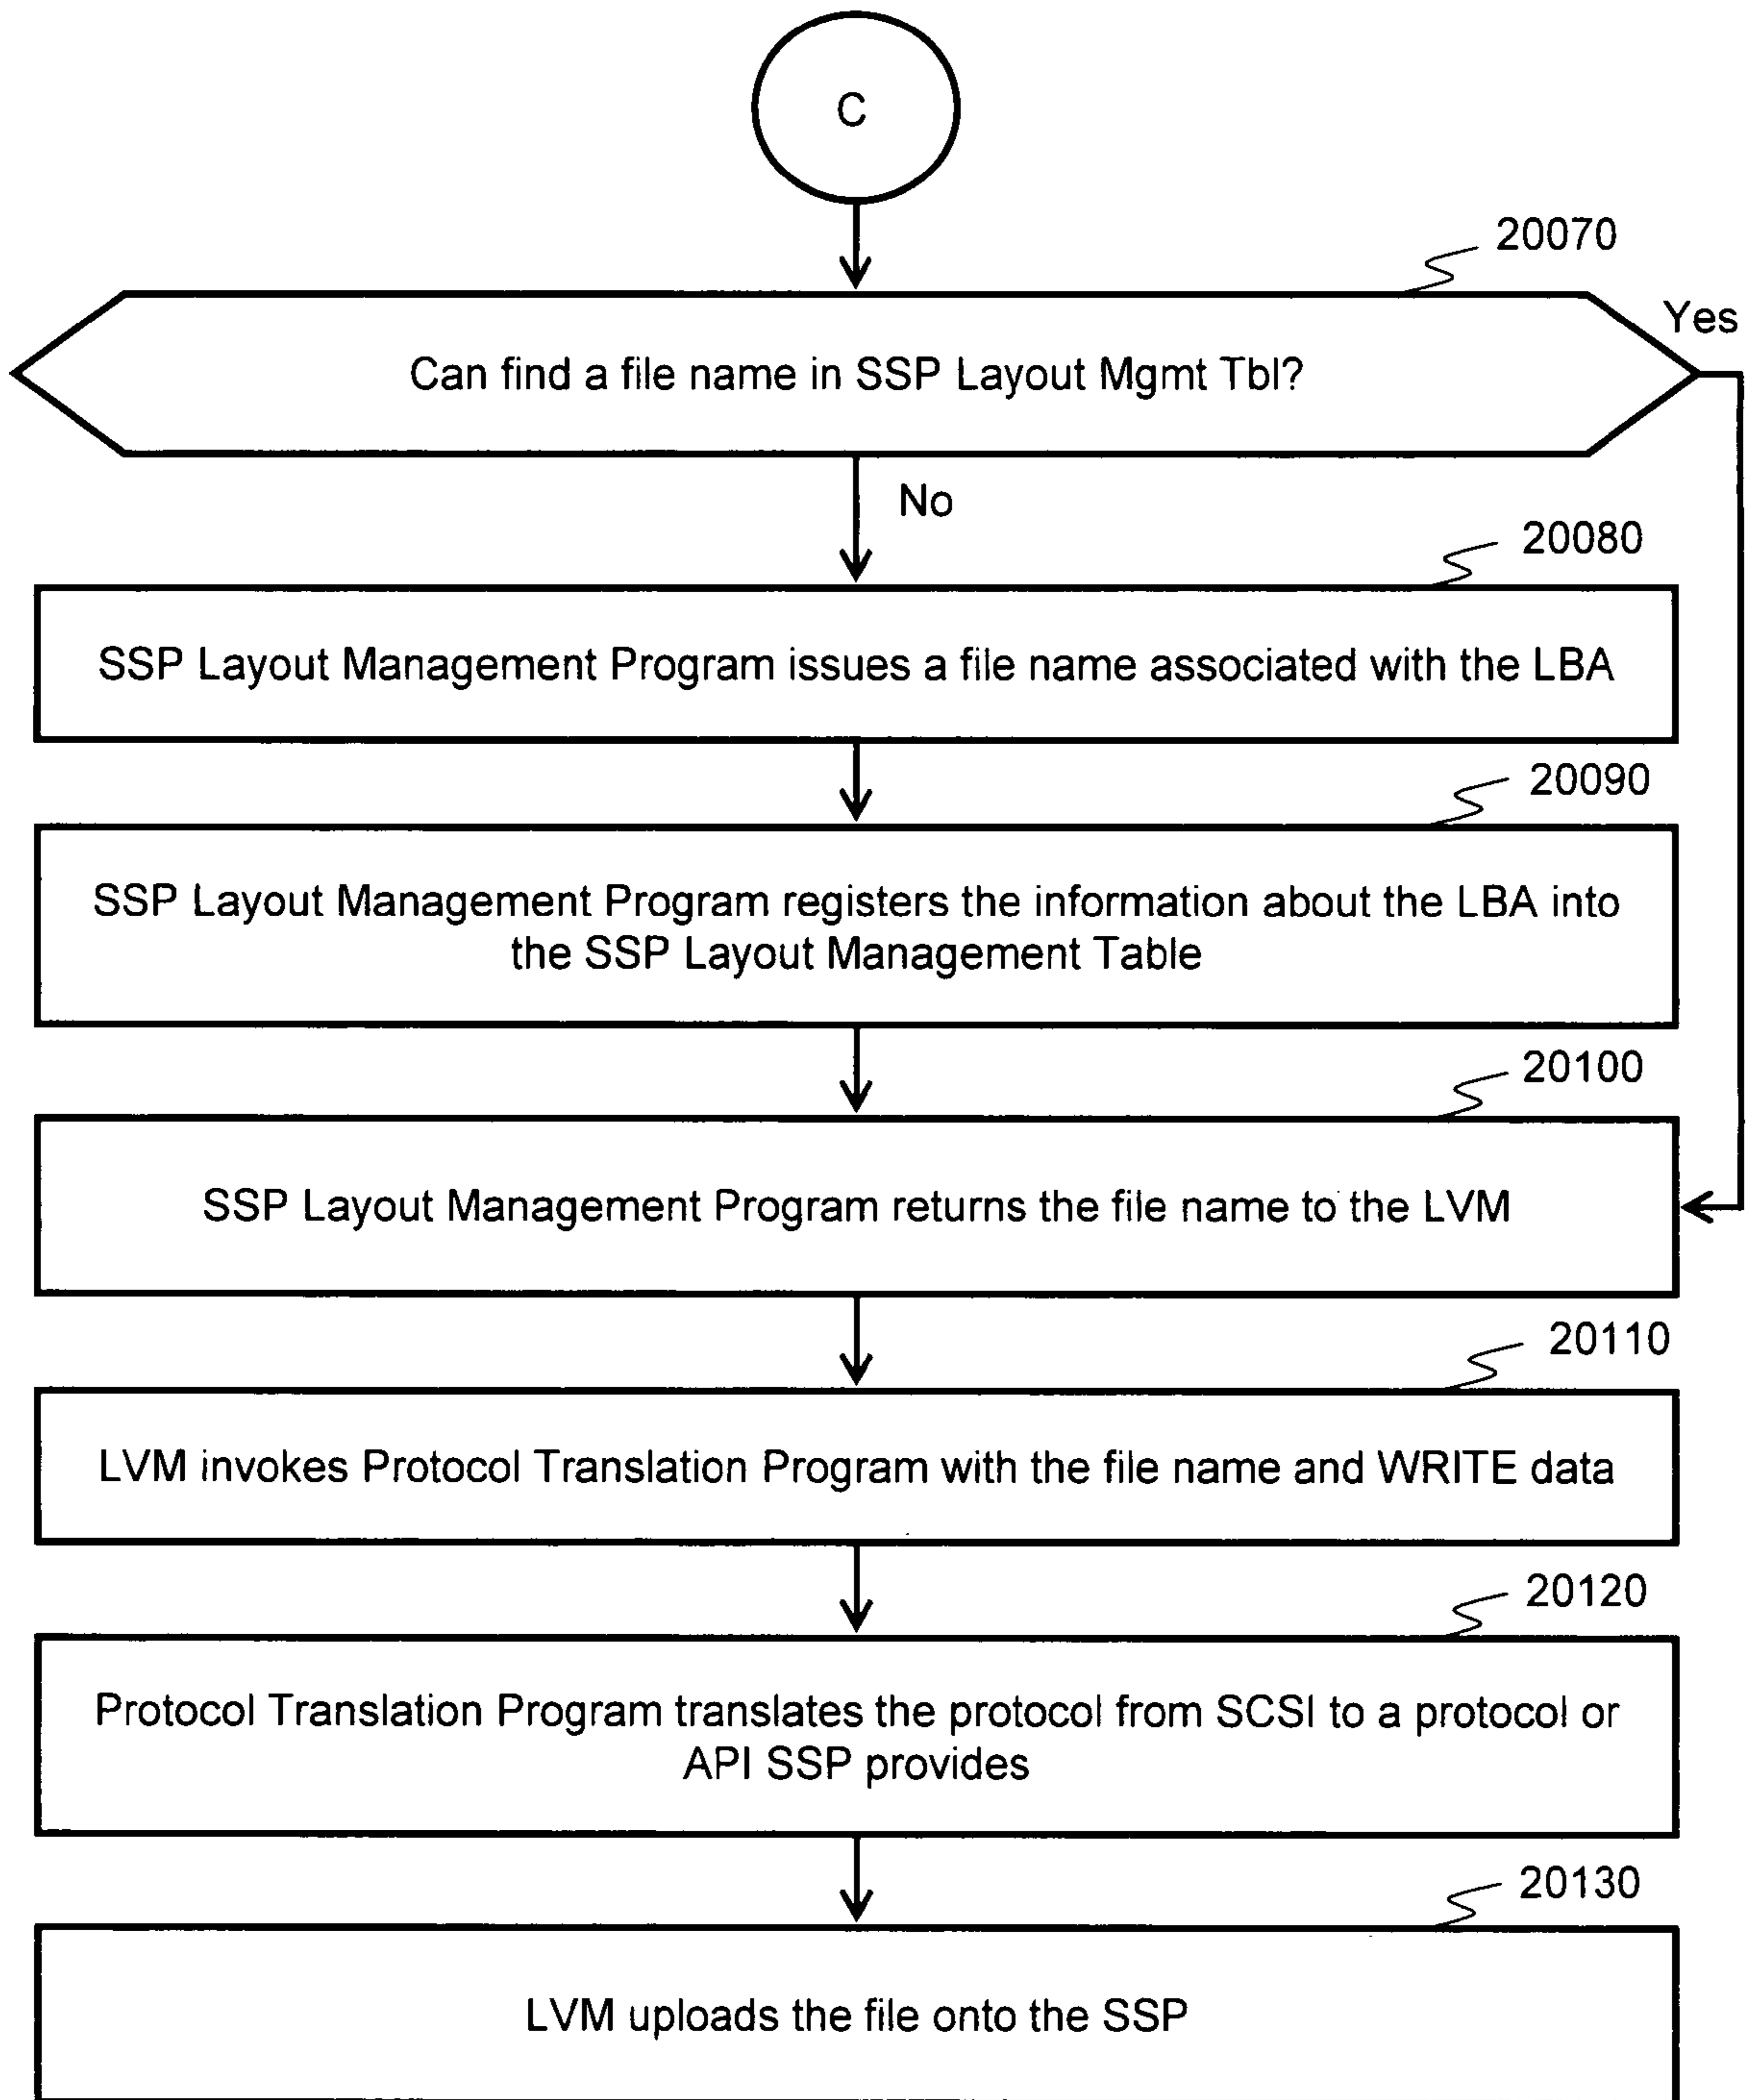 C
20070
Yes
Can find a file name in SSP Layout Mgmt Tbl?
No
20080
SSP Layout Management Program issues a file name associated with the LBA
20090
SSP Layout Management Program registers the information about the LBA into
the SSP Layout Management Table
20100
SSP Layout Management Program returns the file name to the LVM
20110
LVM invokes Protocol Translation Program with the file name and WRITE data
20120
Protocol Translation Program translates the protocol from SCSI to a protocol or
API SSP provides
20130
LVM uploads the file onto the SSP